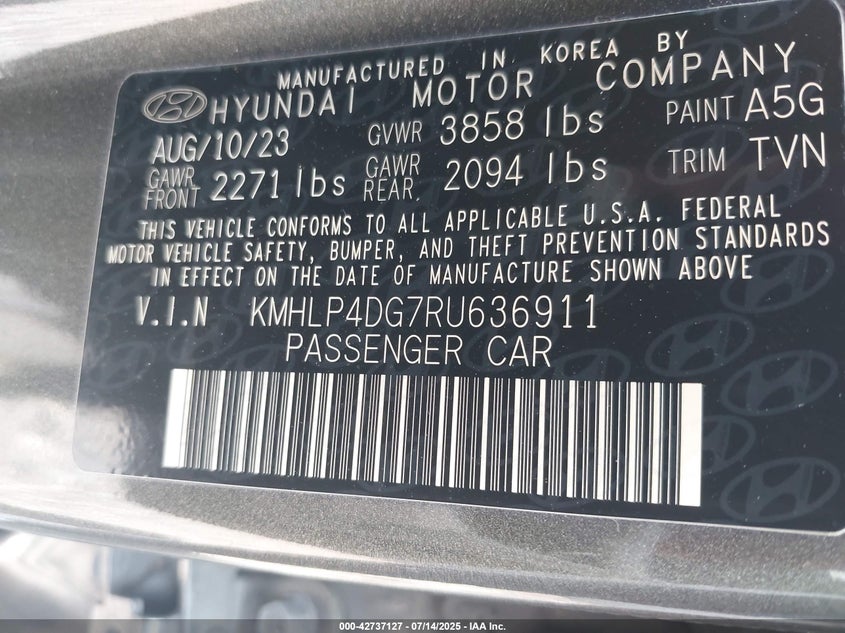 MANUFACTURED IN KOREA BY
HYUNDAI MOTOR COMPANY
AUG/10/23 GVWR 3858 lbs PAINT A5G
GAWR FRONT 2271 lbs GAWR REAR. 2094 lbs TRIM TVN
THIS VEHICLE CONFORMS TO ALL APPLICABLE U.S.A. FEDERAL
MOTOR VEHICLE SAFETY, BUMPER, AND THEFT PREVENTION STANDARDS
IN EFFECT ON THE DATE OF MANUFACTURE SHOWN ABOVE
V.I.N KMHLP4DG7RU636911
PASSENGER CAR
000-42737127 - 07/14/2025 - IAA Inc.